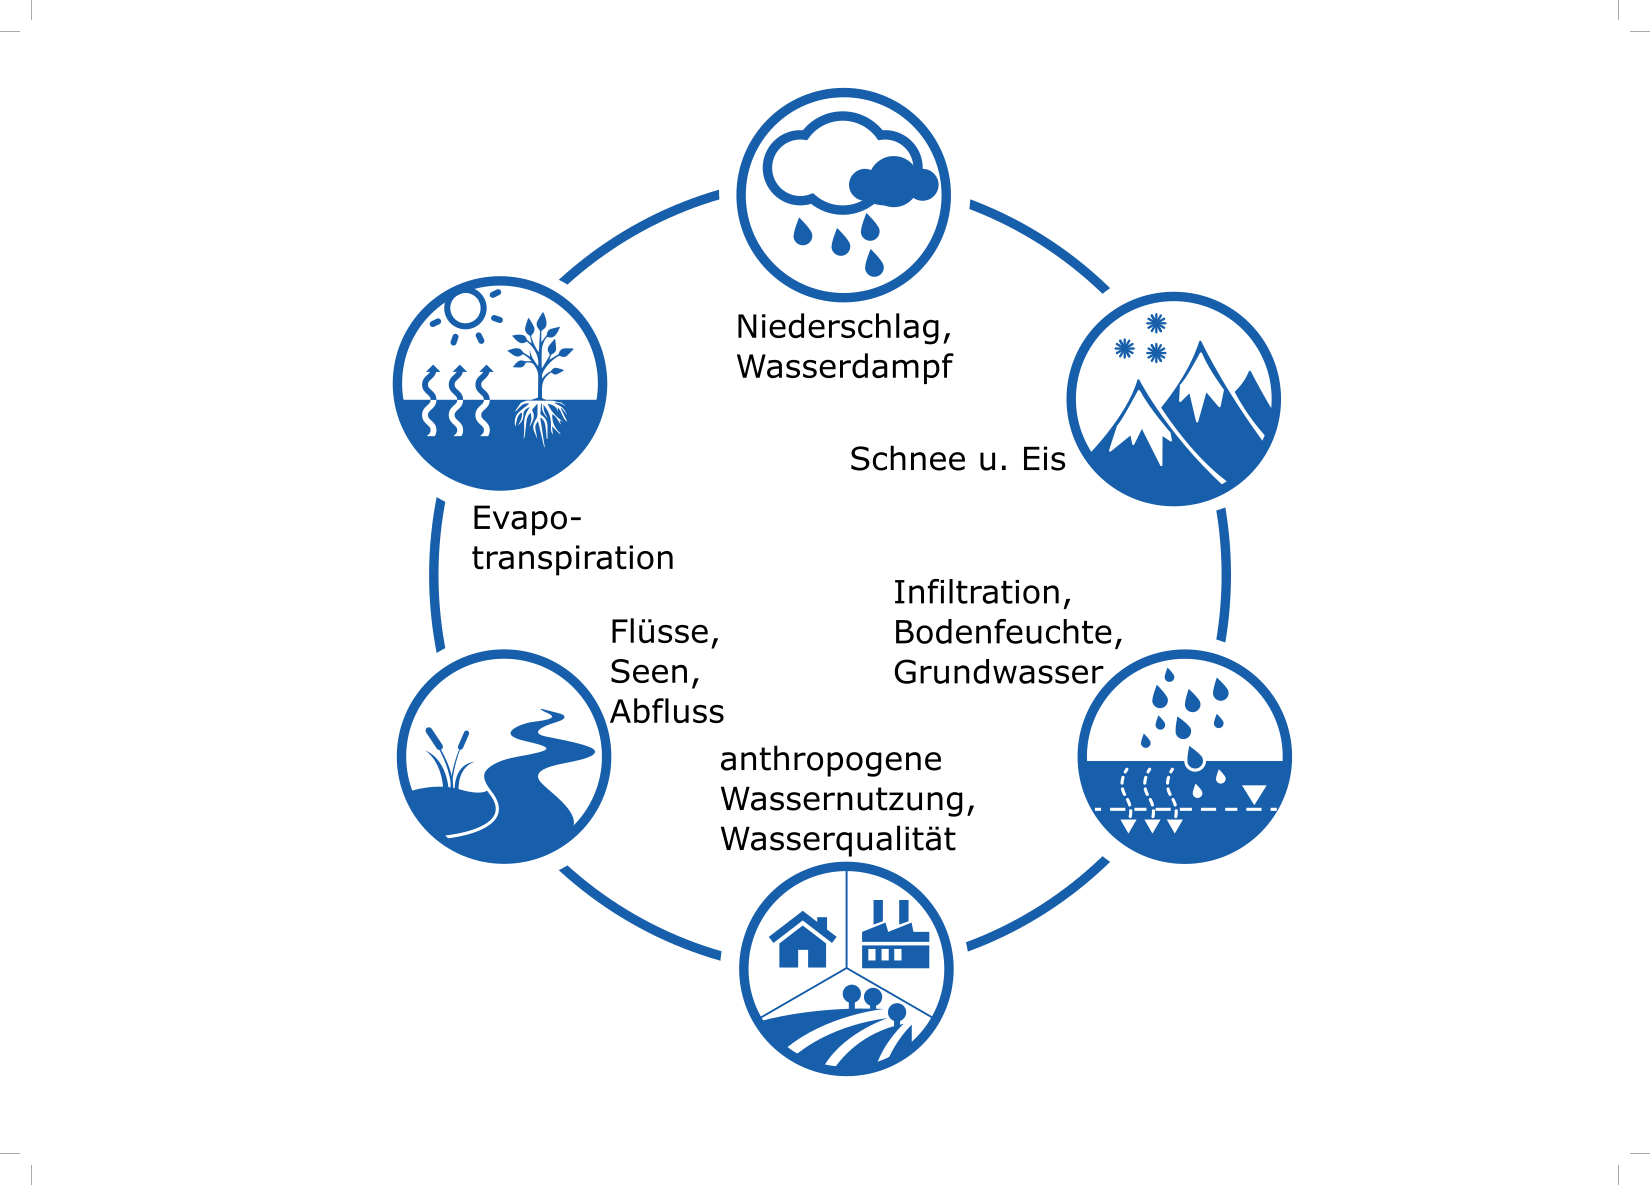 Niederschlag,
Wasserdampf
Schnee u. Eis
Evapo-
transpiration
Infiltration,
Bodenfeuchte,
Grundwasser
Flüsse,
Seen,
Abfluss
anthropogene
Wassernutzung,
Wasserqualität